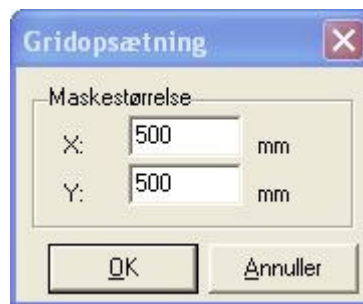 Gridopsætning
Maskestørrelse
X: 500 mm
Y: 500 mm
OK Annuller